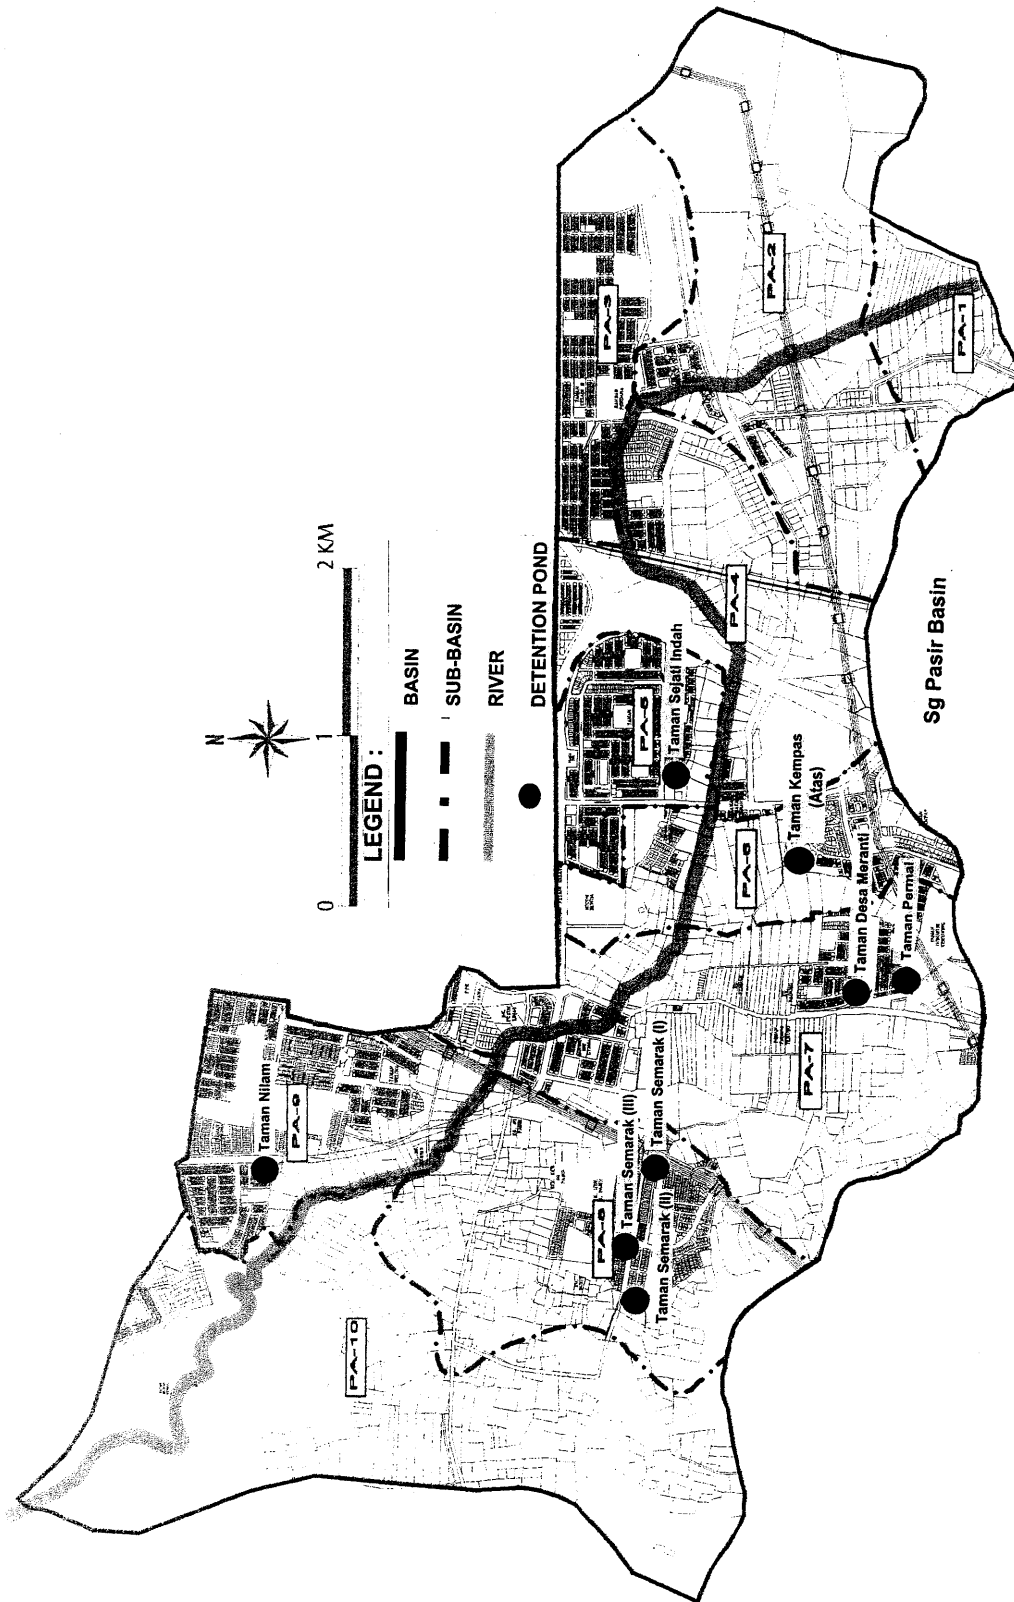 N
0 1 2 KM
LEGEND :
BASIN
SUB-BASIN
RIVER
DETENTION POND
PA-10
PA-9
Taman Nilam
PA-8
Taman Semarak (III)
Taman Semarak (II)
Taman Semarak (I)
PA-7
Taman Desa Meranti
Taman Permai
PA-6
Taman Kempas
(Atas)
PA-5
Taman Sejati Indah
PA-4
PA-3
PA-2
PA-1
Sg Pasir Basin